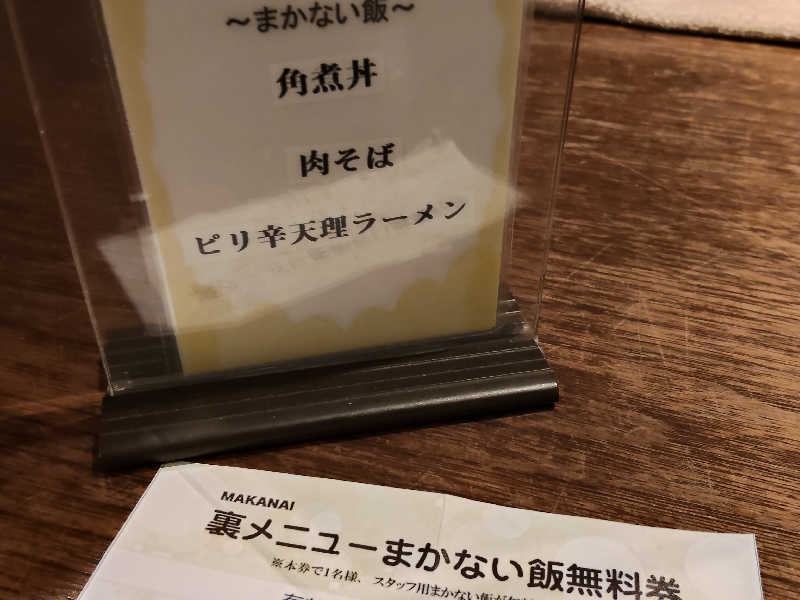 ～まかない飯～
角煮丼
肉そば
ピリ辛天理ラーメン
MAKANAI
裏メニューまかない飯無料券
※本券で1名様、スタッフ用まかない飯が